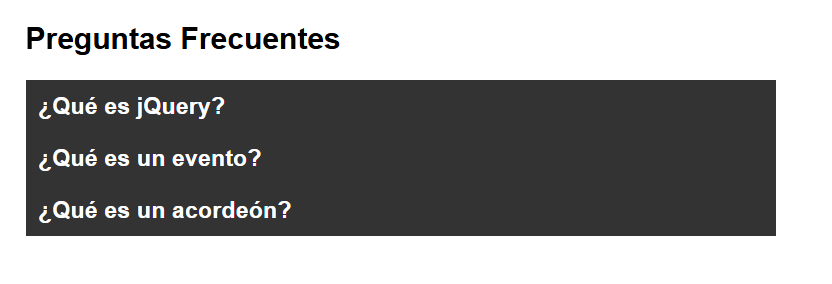 Preguntas Frecuentes
¿Qué es jQuery?
¿Qué es un evento?
¿Qué es un acordeón?